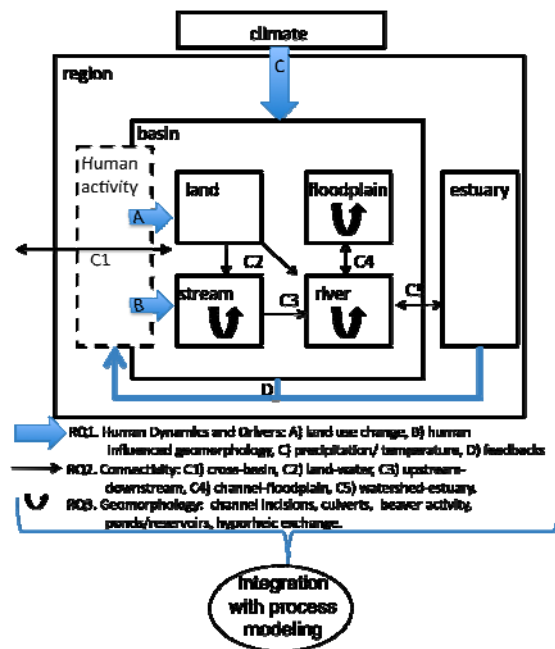 climate
C
region
basin
Human
activity
land
floodplain
estuary
A
C1
C2
C4
stream
C3
river
C5
B
D
RQ1. Human Dynamics and Drivers: A) land use change, B) human
influenced geomorphology, C) precipitation/ temperature, D) feedbacks
RQ2. Connectivity: C1) cross-basin, C2) land-water, C3) upstream-
downstream, C4) channel-floodplain, C5) watershed-estuary.
RQ3. Geomorphology: channel incisions, culverts, beaver activity,
ponds/reservoirs, hyporheic exchange.
Integration
with process
modeling